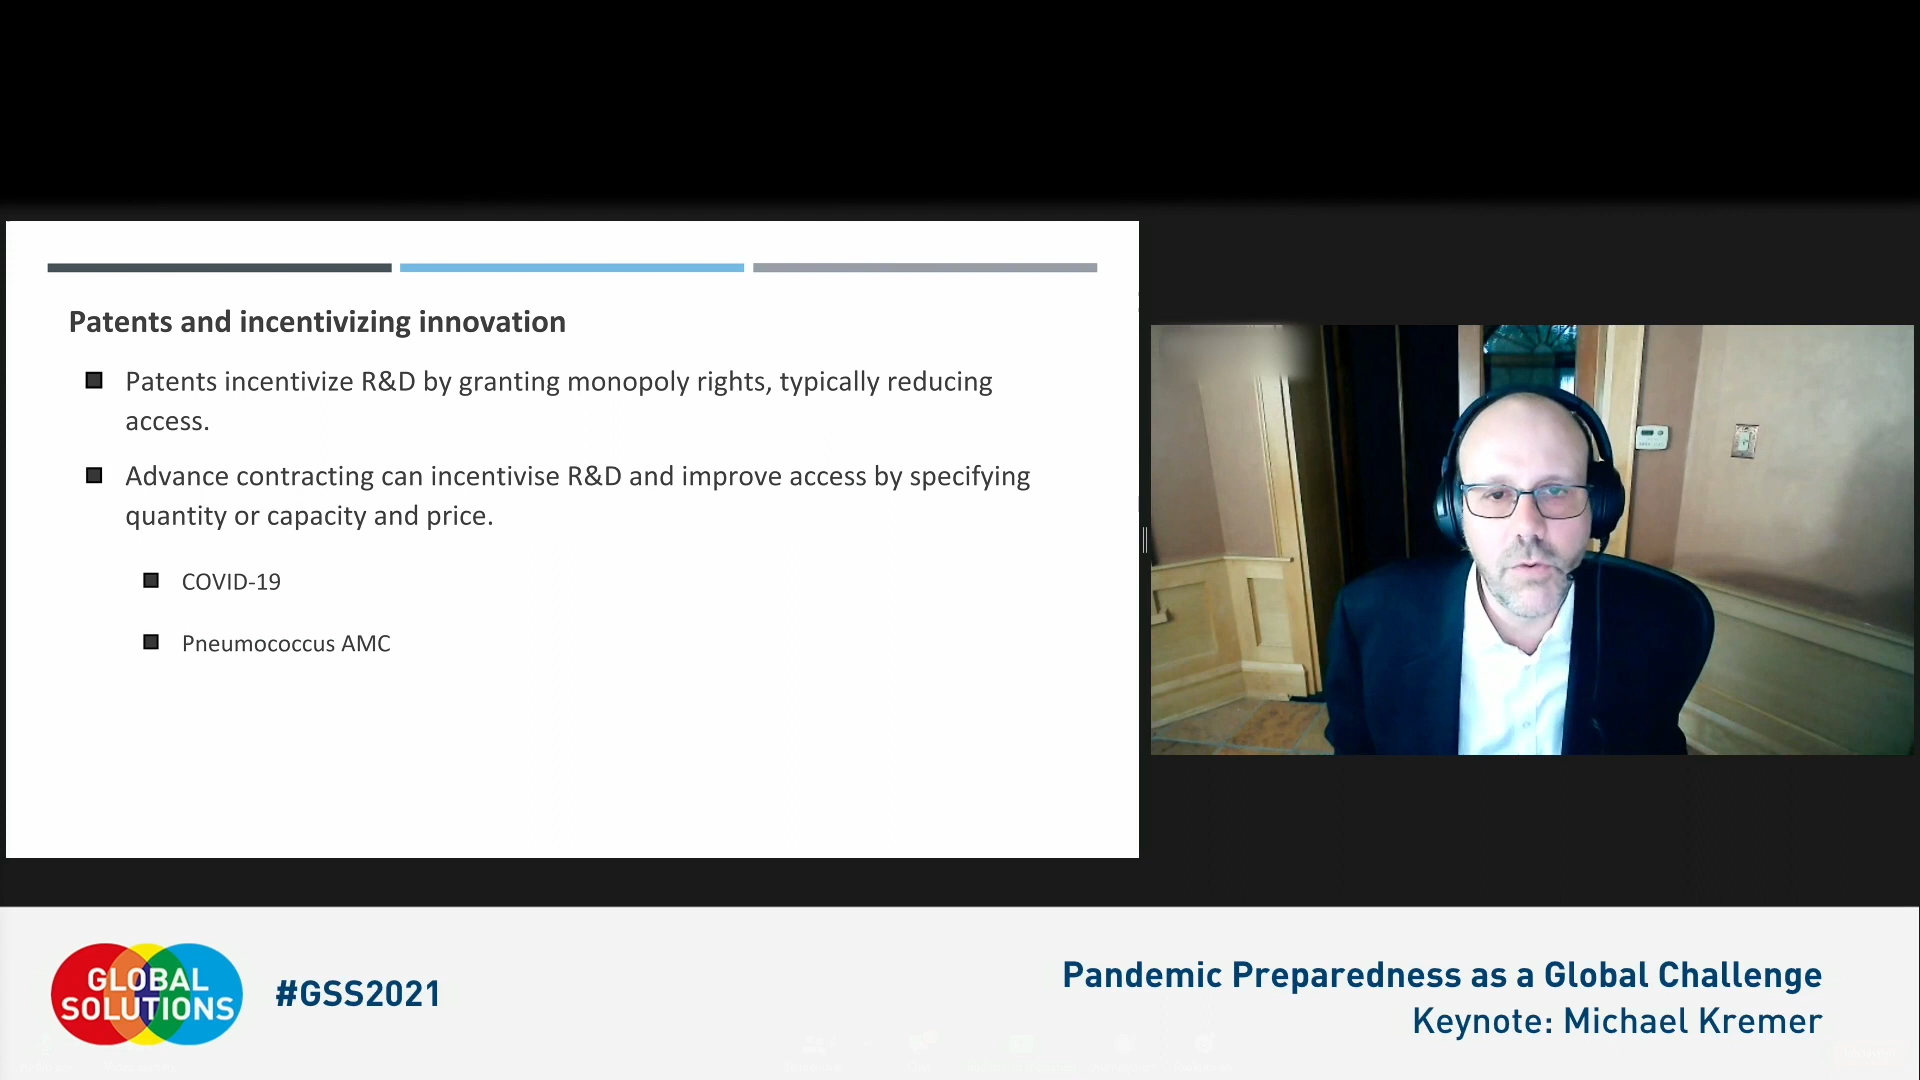 Patents and incentivizing innovation
Patents incentivize R&D by granting monopoly rights, typically reducing
access.
Advance contracting can incentivise R&D and improve access by specifying
quantity or capacity and price.
COVID-19
Pneumococcus AMC
GLOBAL
SOLUTIONS
#GSS2021
Pandemic Preparedness as a Global Challenge
Keynote: Michael Kremer